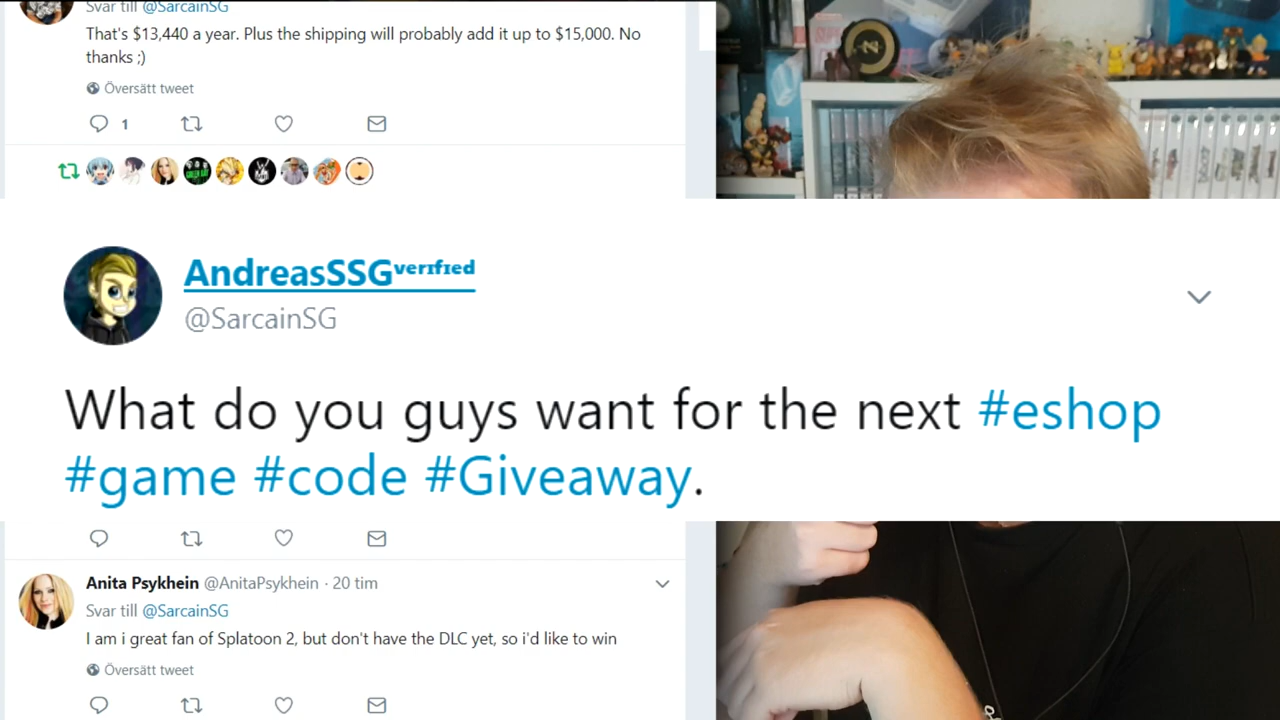 Svar till @SarcainSG
That's $13,440 a year. Plus the shipping will probably add it up to $15,000. No
thanks ;)
Översätt tweet
1
AndreasSSGᵛᵉʳᶦᶠᶦᵉᵈ
@SarcainSG
What do you guys want for the next #eshop
#game #code #Giveaway.
Anita Psykhein @AnitaPsykhein · 20 tim
Svar till @SarcainSG
I am i great fan of Splatoon 2, but don't have the DLC yet, so i'd like to win
Översätt tweet